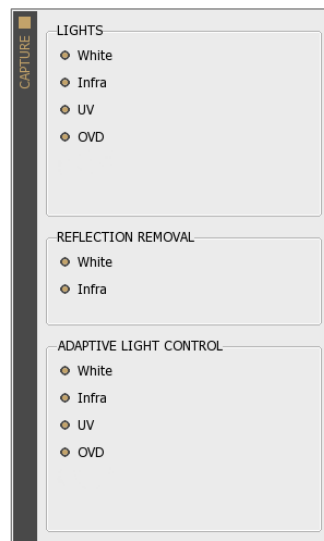 CAPTURE
LIGHTS
White
Infra
UV
OVD
REFLECTION REMOVAL
White
Infra
ADAPTIVE LIGHT CONTROL
White
Infra
UV
OVD